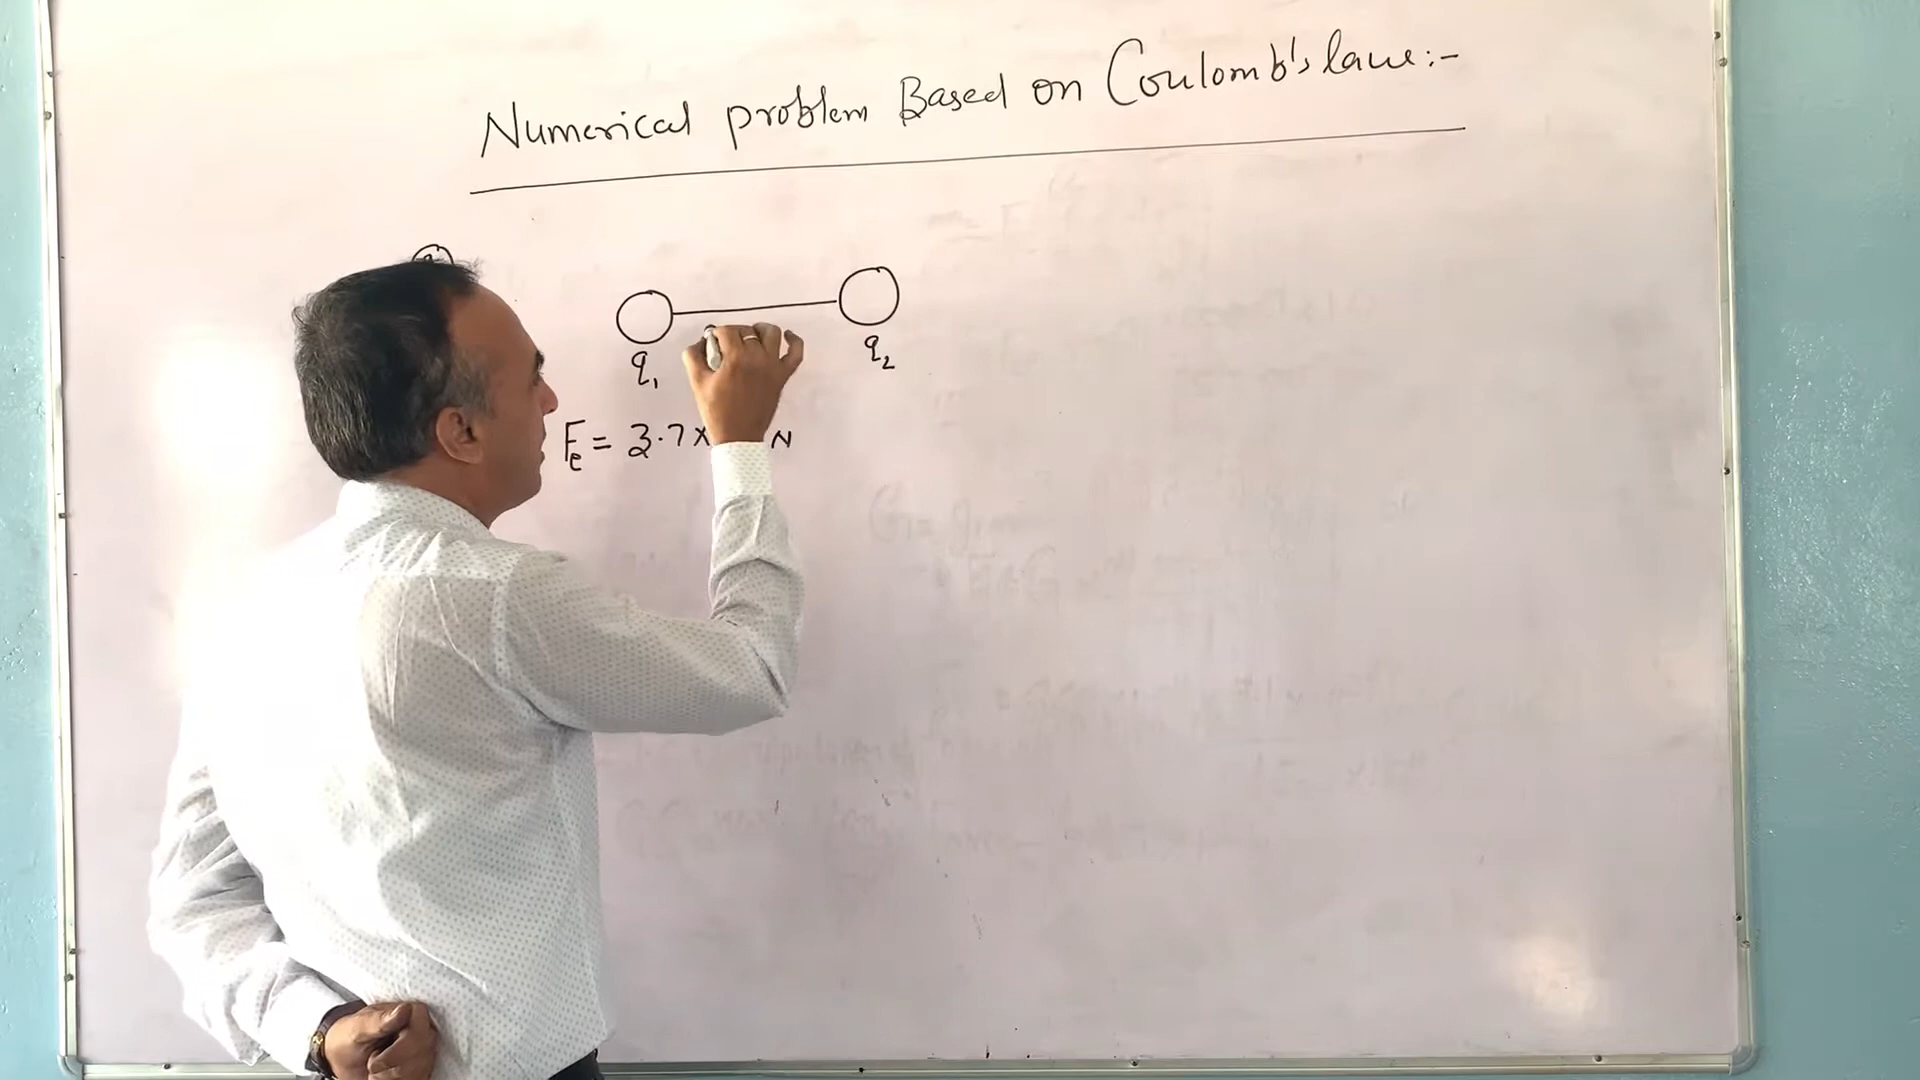 Numerical problem Based on Coulomb's law:-
q₁
q₂
Fe = 3.7 x N